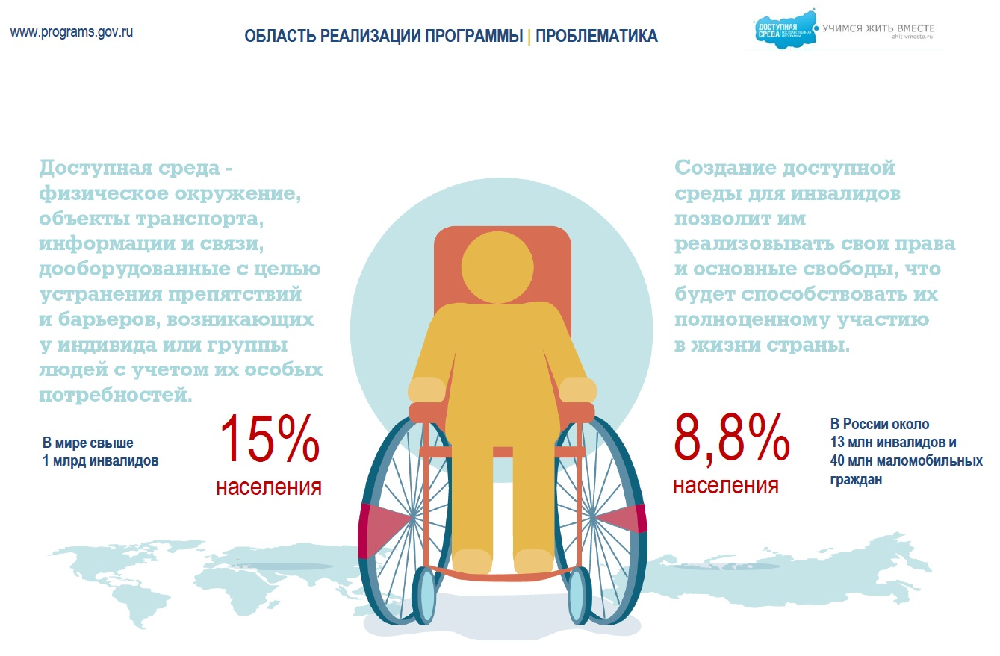 www.programs.gov.ru
ОБЛАСТЬ РЕАЛИЗАЦИИ ПРОГРАММЫ | ПРОБЛЕМАТИКА
ДОСТУПНАЯ
СРЕДА ГОСУДАРСТВЕННАЯ
ПРОГРАММА
УЧИМСЯ ЖИТЬ ВМЕСТЕ
zhit-vmeste.ru
Доступная среда -
физическое окружение,
объекты транспорта,
информации и связи,
дооборудованные с целью
устранения препятствий
и барьеров, возникающих
у индивида или группы
людей с учетом их особых
потребностей.
В мире свыше
1 млрд инвалидов
15%
населения
Создание доступной
среды для инвалидов
позволит им
реализовывать свои права
и основные свободы, что
будет способствовать их
полноценному участию
в жизни страны.
8,8%
населения
В России около
13 млн инвалидов и
40 млн маломобильных
граждан